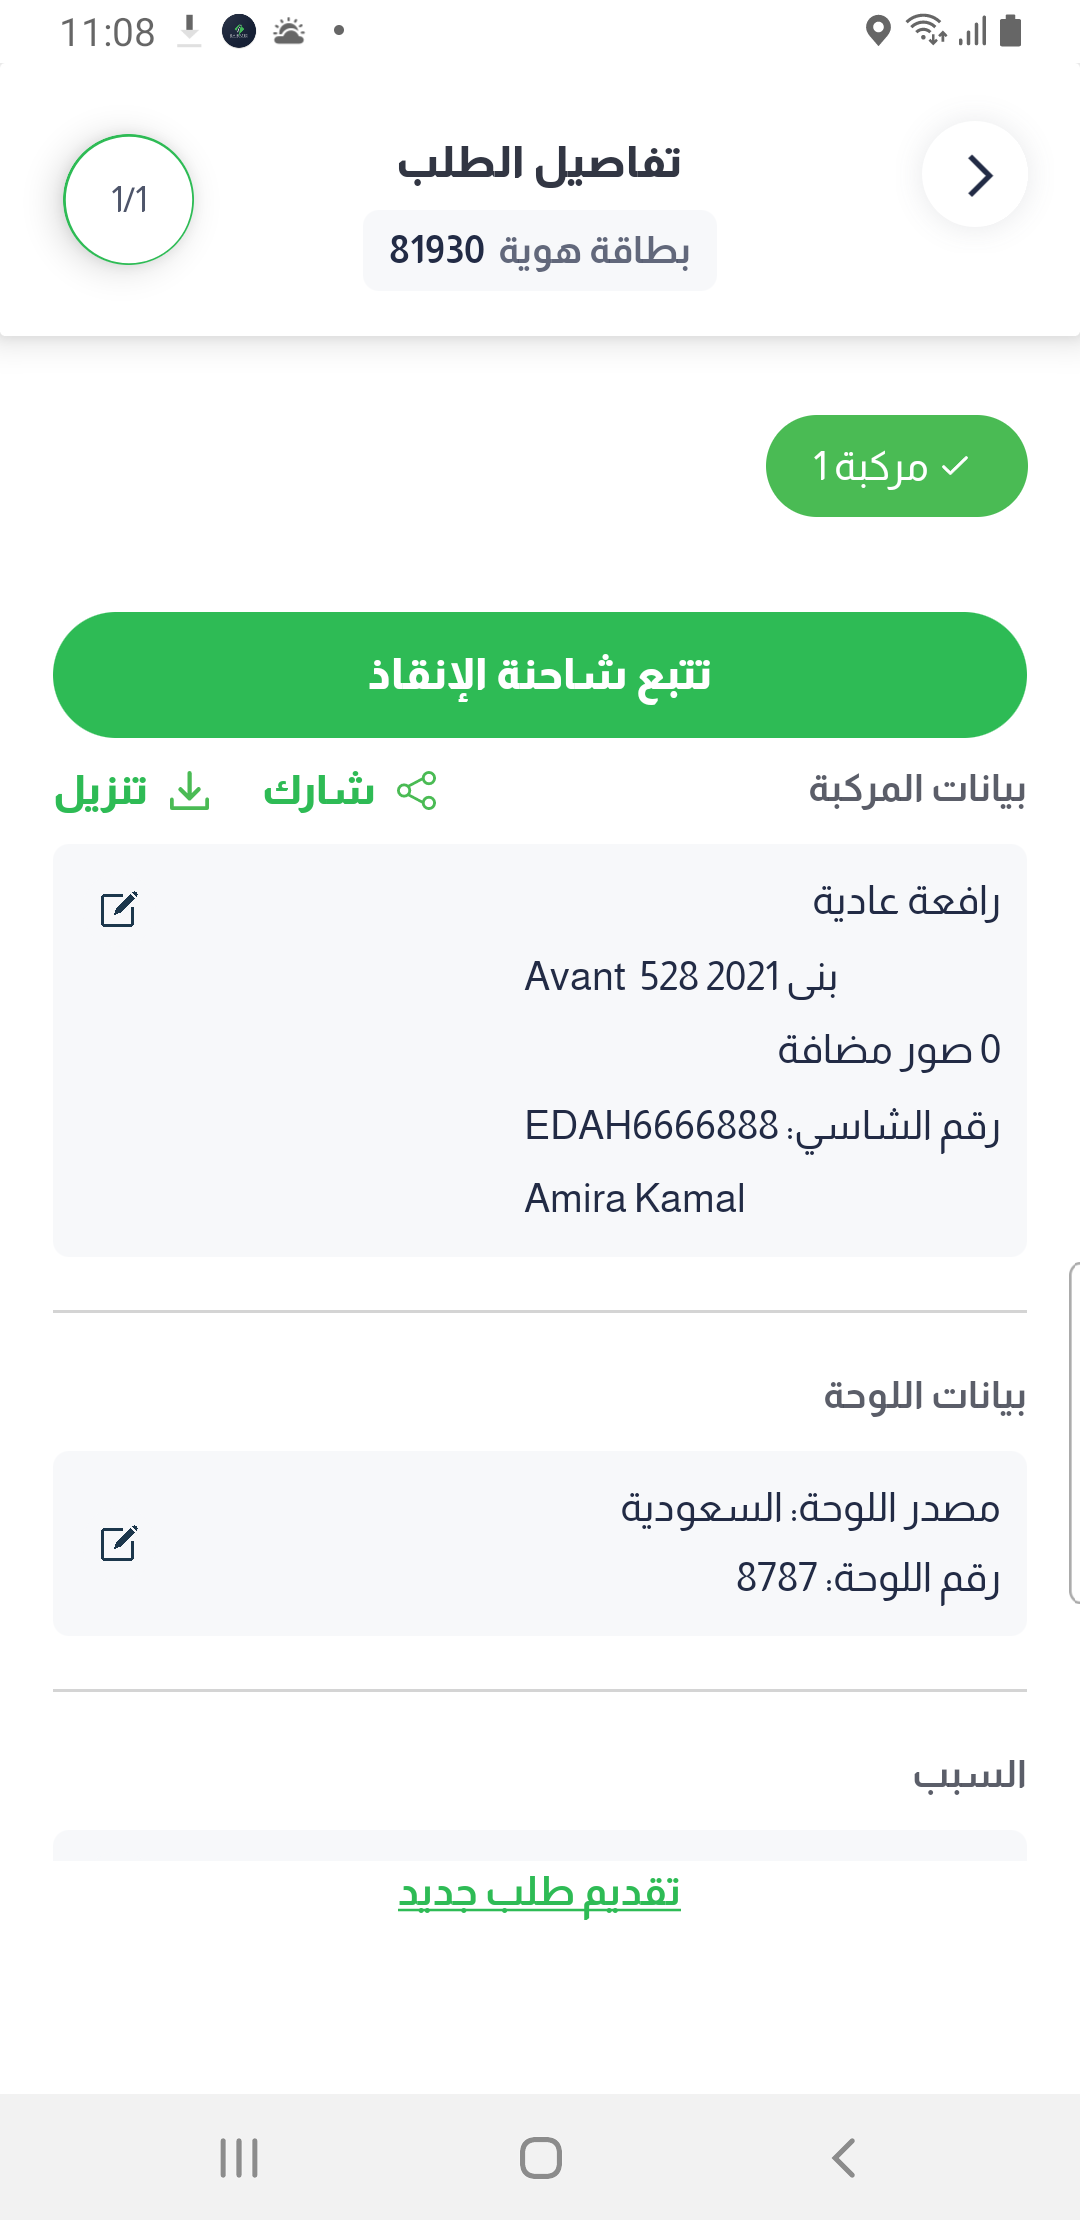 11:08
تفاصيل الطلب
1/1
بطاقة هوية 81930
مركبة 1
تتبع شاحنة الإنقاذ
بيانات المركبة
شارك
تنزيل
رافعة عادية
Avant 528 2021 بنى
0 صور مضافة
رقم الشاسي: EDAH6666888
Amira Kamal
بيانات اللوحة
مصدر اللوحة: السعودية
رقم اللوحة: 8787
السبب
تقديم طلب جديد